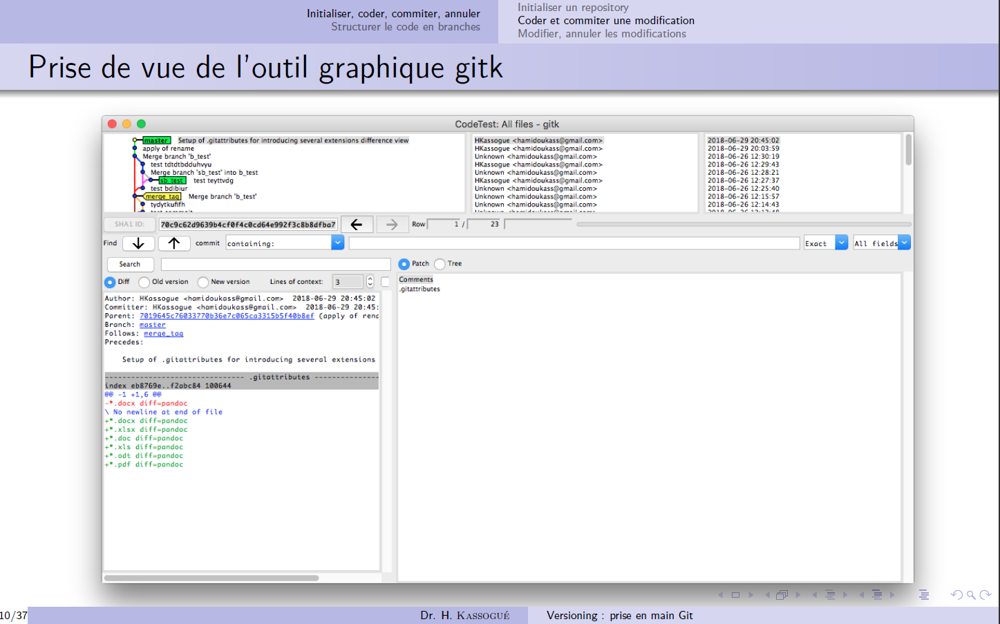 Initialiser, coder, commiter, annuler
Structurer le code en branches
Initialiser un repository
Coder et commiter une modification
Modifier, annuler les modifications
Prise de vue de l'outil graphique gitk
CodeTest: All files - gitk
master Setup of .gitattributes for introducing several extensions difference view
apply of rename
Merge branch 'b_test'
test tdtdtbdduhvyu
Merge branch 'sb_test' into b_test
sb_test test teyttvdg
test bdibiur
merge_tag Merge branch 'b_test'
tydytkufifh
test commit
HKassogue <hamidoukass@gmail.com>
HKassogue <hamidoukass@gmail.com>
Unknown <hamidoukass@gmail.com>
HKassogue <hamidoukass@gmail.com>
Unknown <hamidoukass@gmail.com>
HKassogue <hamidoukass@gmail.com>
Unknown <hamidoukass@gmail.com>
Unknown <hamidoukass@gmail.com>
Unknown <hamidoukass@gmail.com>
Unknown <hamidoukass@gmail.com>
2018-06-29 20:45:02
2018-06-29 20:03:59
2018-06-26 12:30:19
2018-06-26 12:29:43
2018-06-26 12:28:21
2018-06-26 12:27:37
2018-06-26 12:25:40
2018-06-26 12:15:57
2018-06-26 12:14:43
2018-06-26 12:12:48
SHA1 ID: 70c9c62d9639b4cf0f4c0cd64e992f3c8b8dfba7 Row 1 / 23
Find commit containing: Exact All fields
Search
Diff Old version New version Lines of context: 3
Patch Tree
Comments
.gitattributes
Author: HKassogue <hamidoukass@gmail.com> 2018-06-29 20:45:02
Committer: HKassogue <hamidoukass@gmail.com> 2018-06-29 20:45:
Parent: 7019645c76033770b36e7c065ca3315b5f40b8ef (apply of rena
Branch: master
Follows: merge_tag
Precedes:
Setup of .gitattributes for introducing several extensions
------------------------------- .gitattributes ---------------
index eb8769e..f2abc84 100644
@@ -1 +1,6 @@
-*.docx diff=pandoc
\ No newline at end of file
+*.docx diff=pandoc
+*.xlsx diff=pandoc
+*.doc diff=pandoc
+*.xls diff=pandoc
+*.odt diff=pandoc
+*.pdf diff=pandoc
10/37
Dr. H. KASSOGUÉ
Versioning : prise en main Git